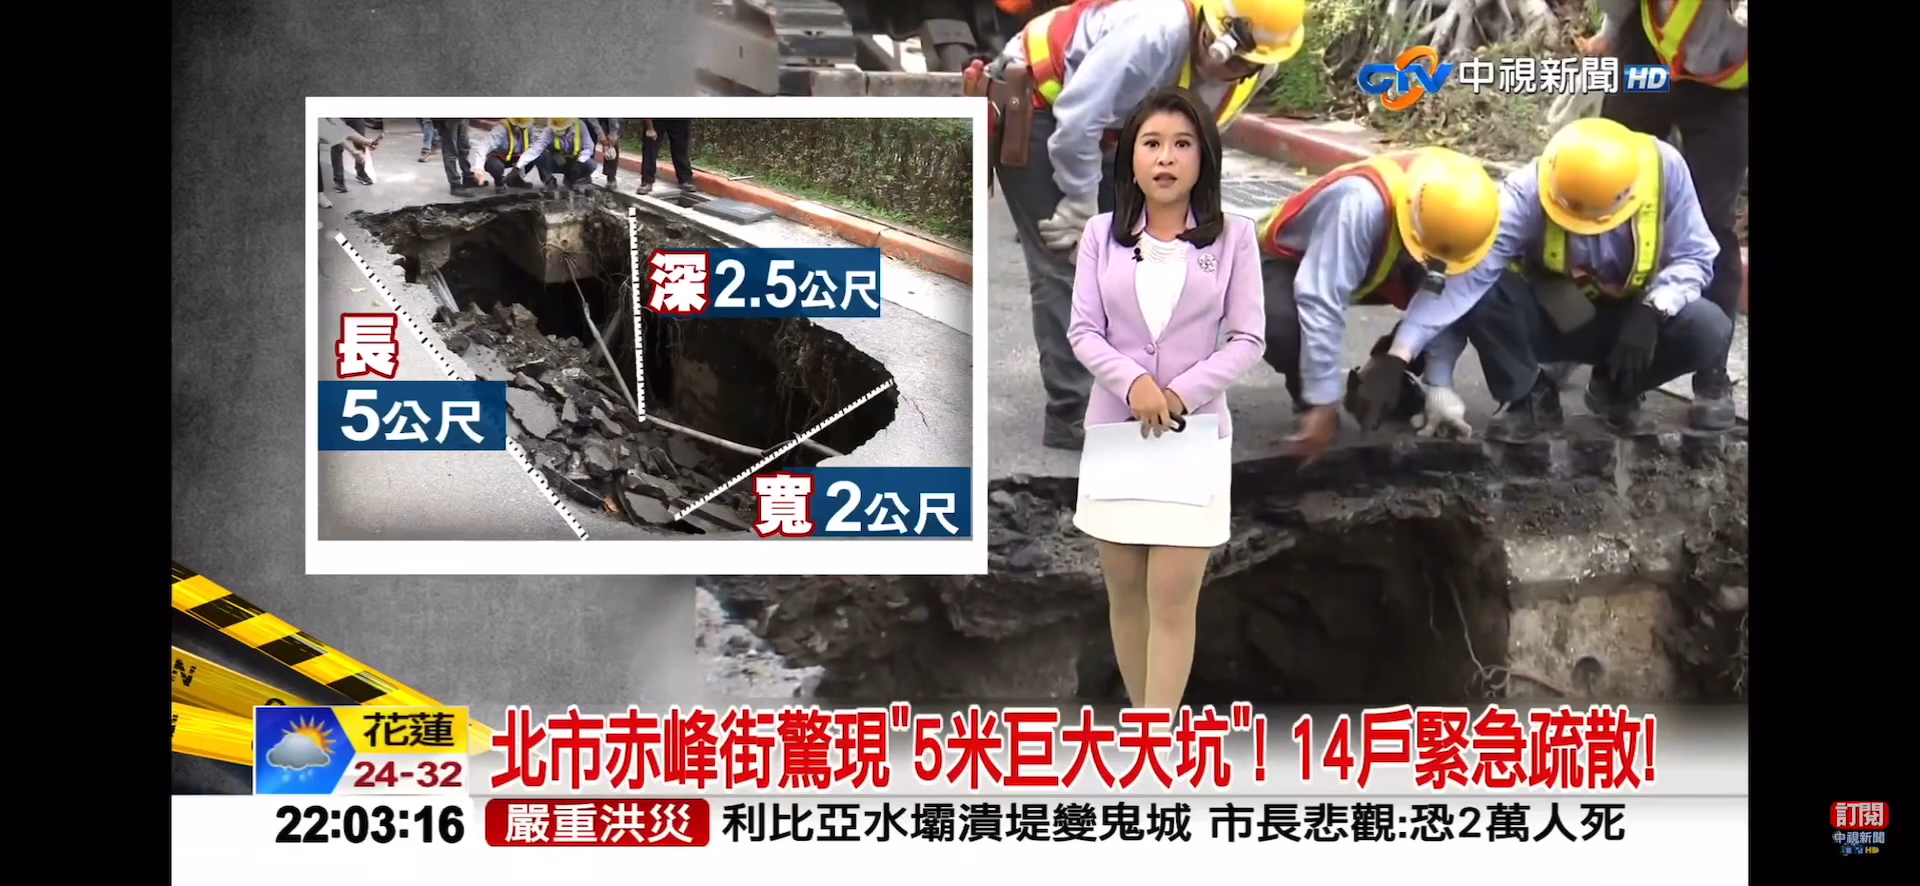 CTV 中視新聞 HD
深 2.5公尺
長
5公尺
寬 2公尺
花蓮
24-32
北市赤峰街驚現"5米巨大天坑"! 14戶緊急疏散!
22:03:16
嚴重洪災 利比亞水壩潰堤變鬼城 市長悲觀:恐2萬人死
訂閱
中視新聞
HD